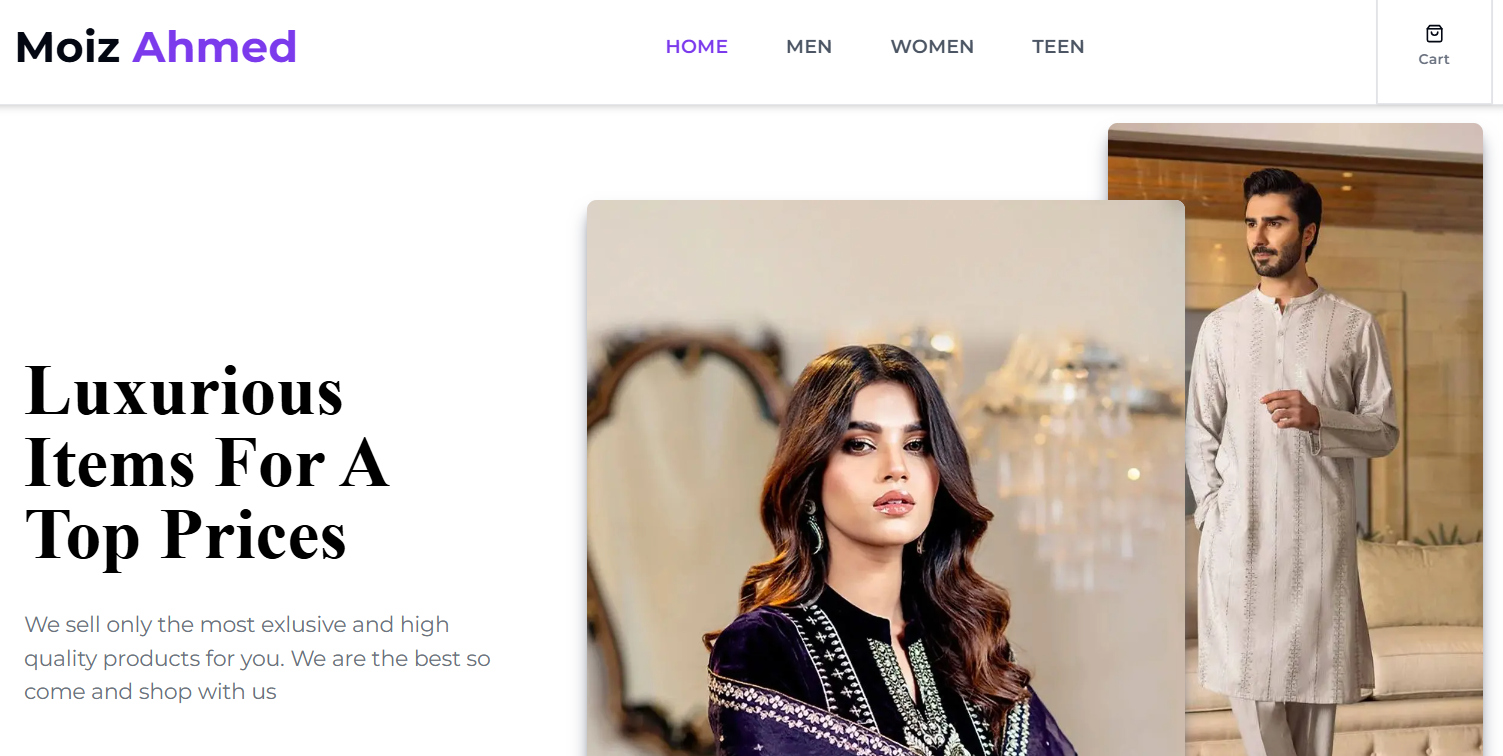 Moiz Ahmed
HOME MEN WOMEN TEEN
Cart
Luxurious
Items For A
Top Prices
We sell only the most exlusive and high
quality products for you. We are the best so
come and shop with us